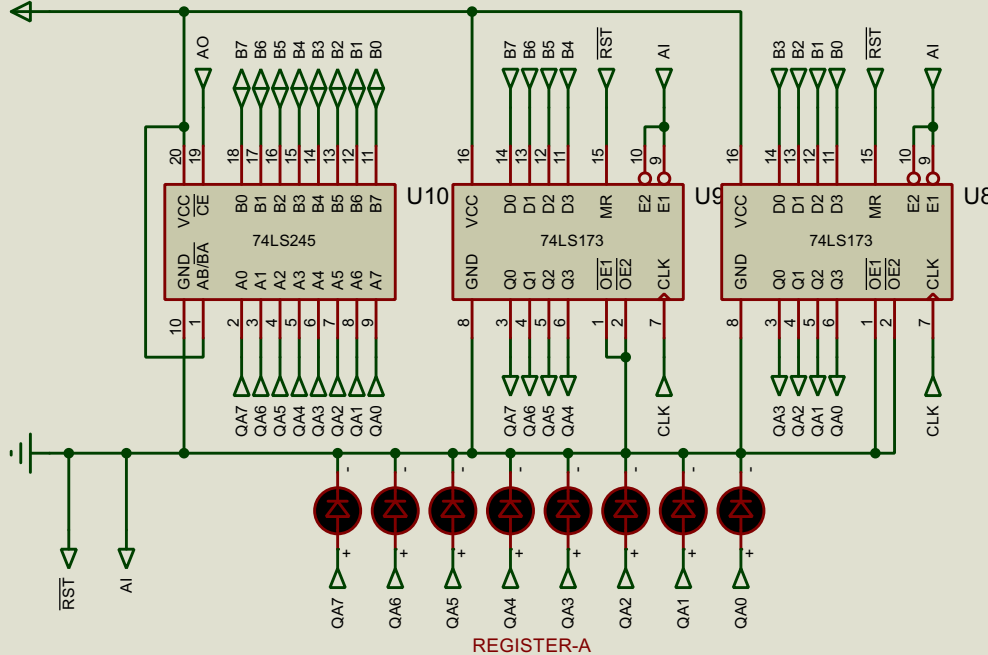 AO B7 B6 B5 B4 B3 B2 B1 B0 B7 B6 B5 B4 RST AI B3 B2 B1 B0 RST AI
20 19 18 17 16 15 14 13 12 11 16 14 13 12 11 15 10 9 16 14 13 12 11 15 10 9
U10 U9 U8
VCC CE B0 B1 B2 B3 B4 B5 B6 B7 VCC D0 D1 D2 D3 MR E2 E1 VCC D0 D1 D2 D3 MR E2 E1
74LS245 74LS173 74LS173
GND AB/BA A0 A1 A2 A3 A4 A5 A6 A7 GND Q0 Q1 Q2 Q3 OE1 OE2 CLK GND Q0 Q1 Q2 Q3 OE1 OE2 CLK
10 1 2 3 4 5 6 7 8 9 8 3 4 5 6 1 2 7 8 3 4 5 6 1 2 7
QA7 QA6 QA5 QA4 QA3 QA2 QA1 QA0 QA7 QA6 QA5 QA4 CLK QA3 QA2 QA1 QA0 CLK
- - - - - - - -
+ + + + + + + +
RST AI QA7 QA6 QA5 QA4 QA3 QA2 QA1 QA0
REGISTER-A